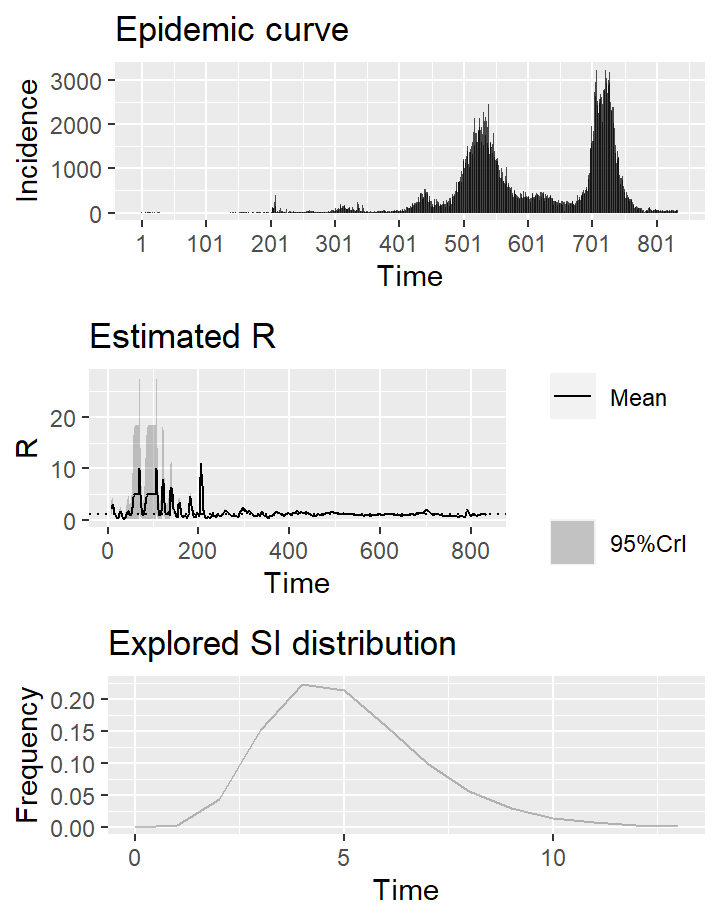 Epidemic curve
3000
2000
1000
0
Incidence
1 101 201 301 401 501 601 701 801
Time
Estimated R
20
10
0
R
0 200 400 600 800
Time
Mean
95%CrI
Explored SI distribution
0.20
0.15
0.10
0.05
0.00
Frequency
0 5 10
Time